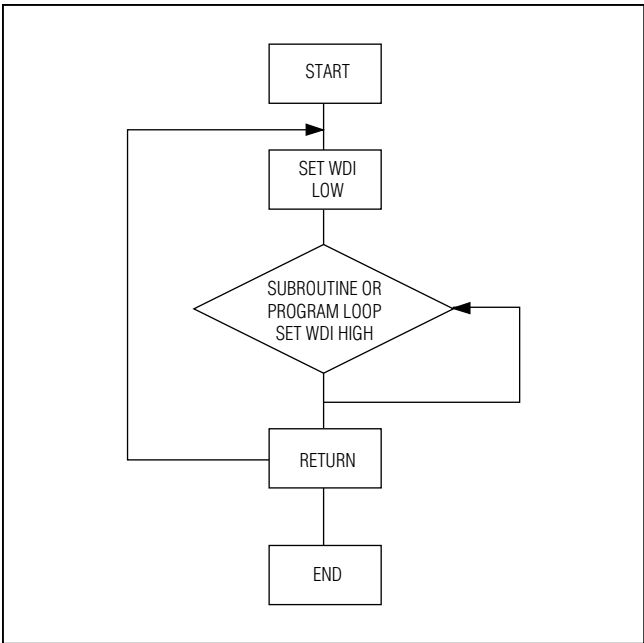 START
SET WDI
LOW
SUBROUTINE OR
PROGRAM LOOP
SET WDI HIGH
RETURN
END